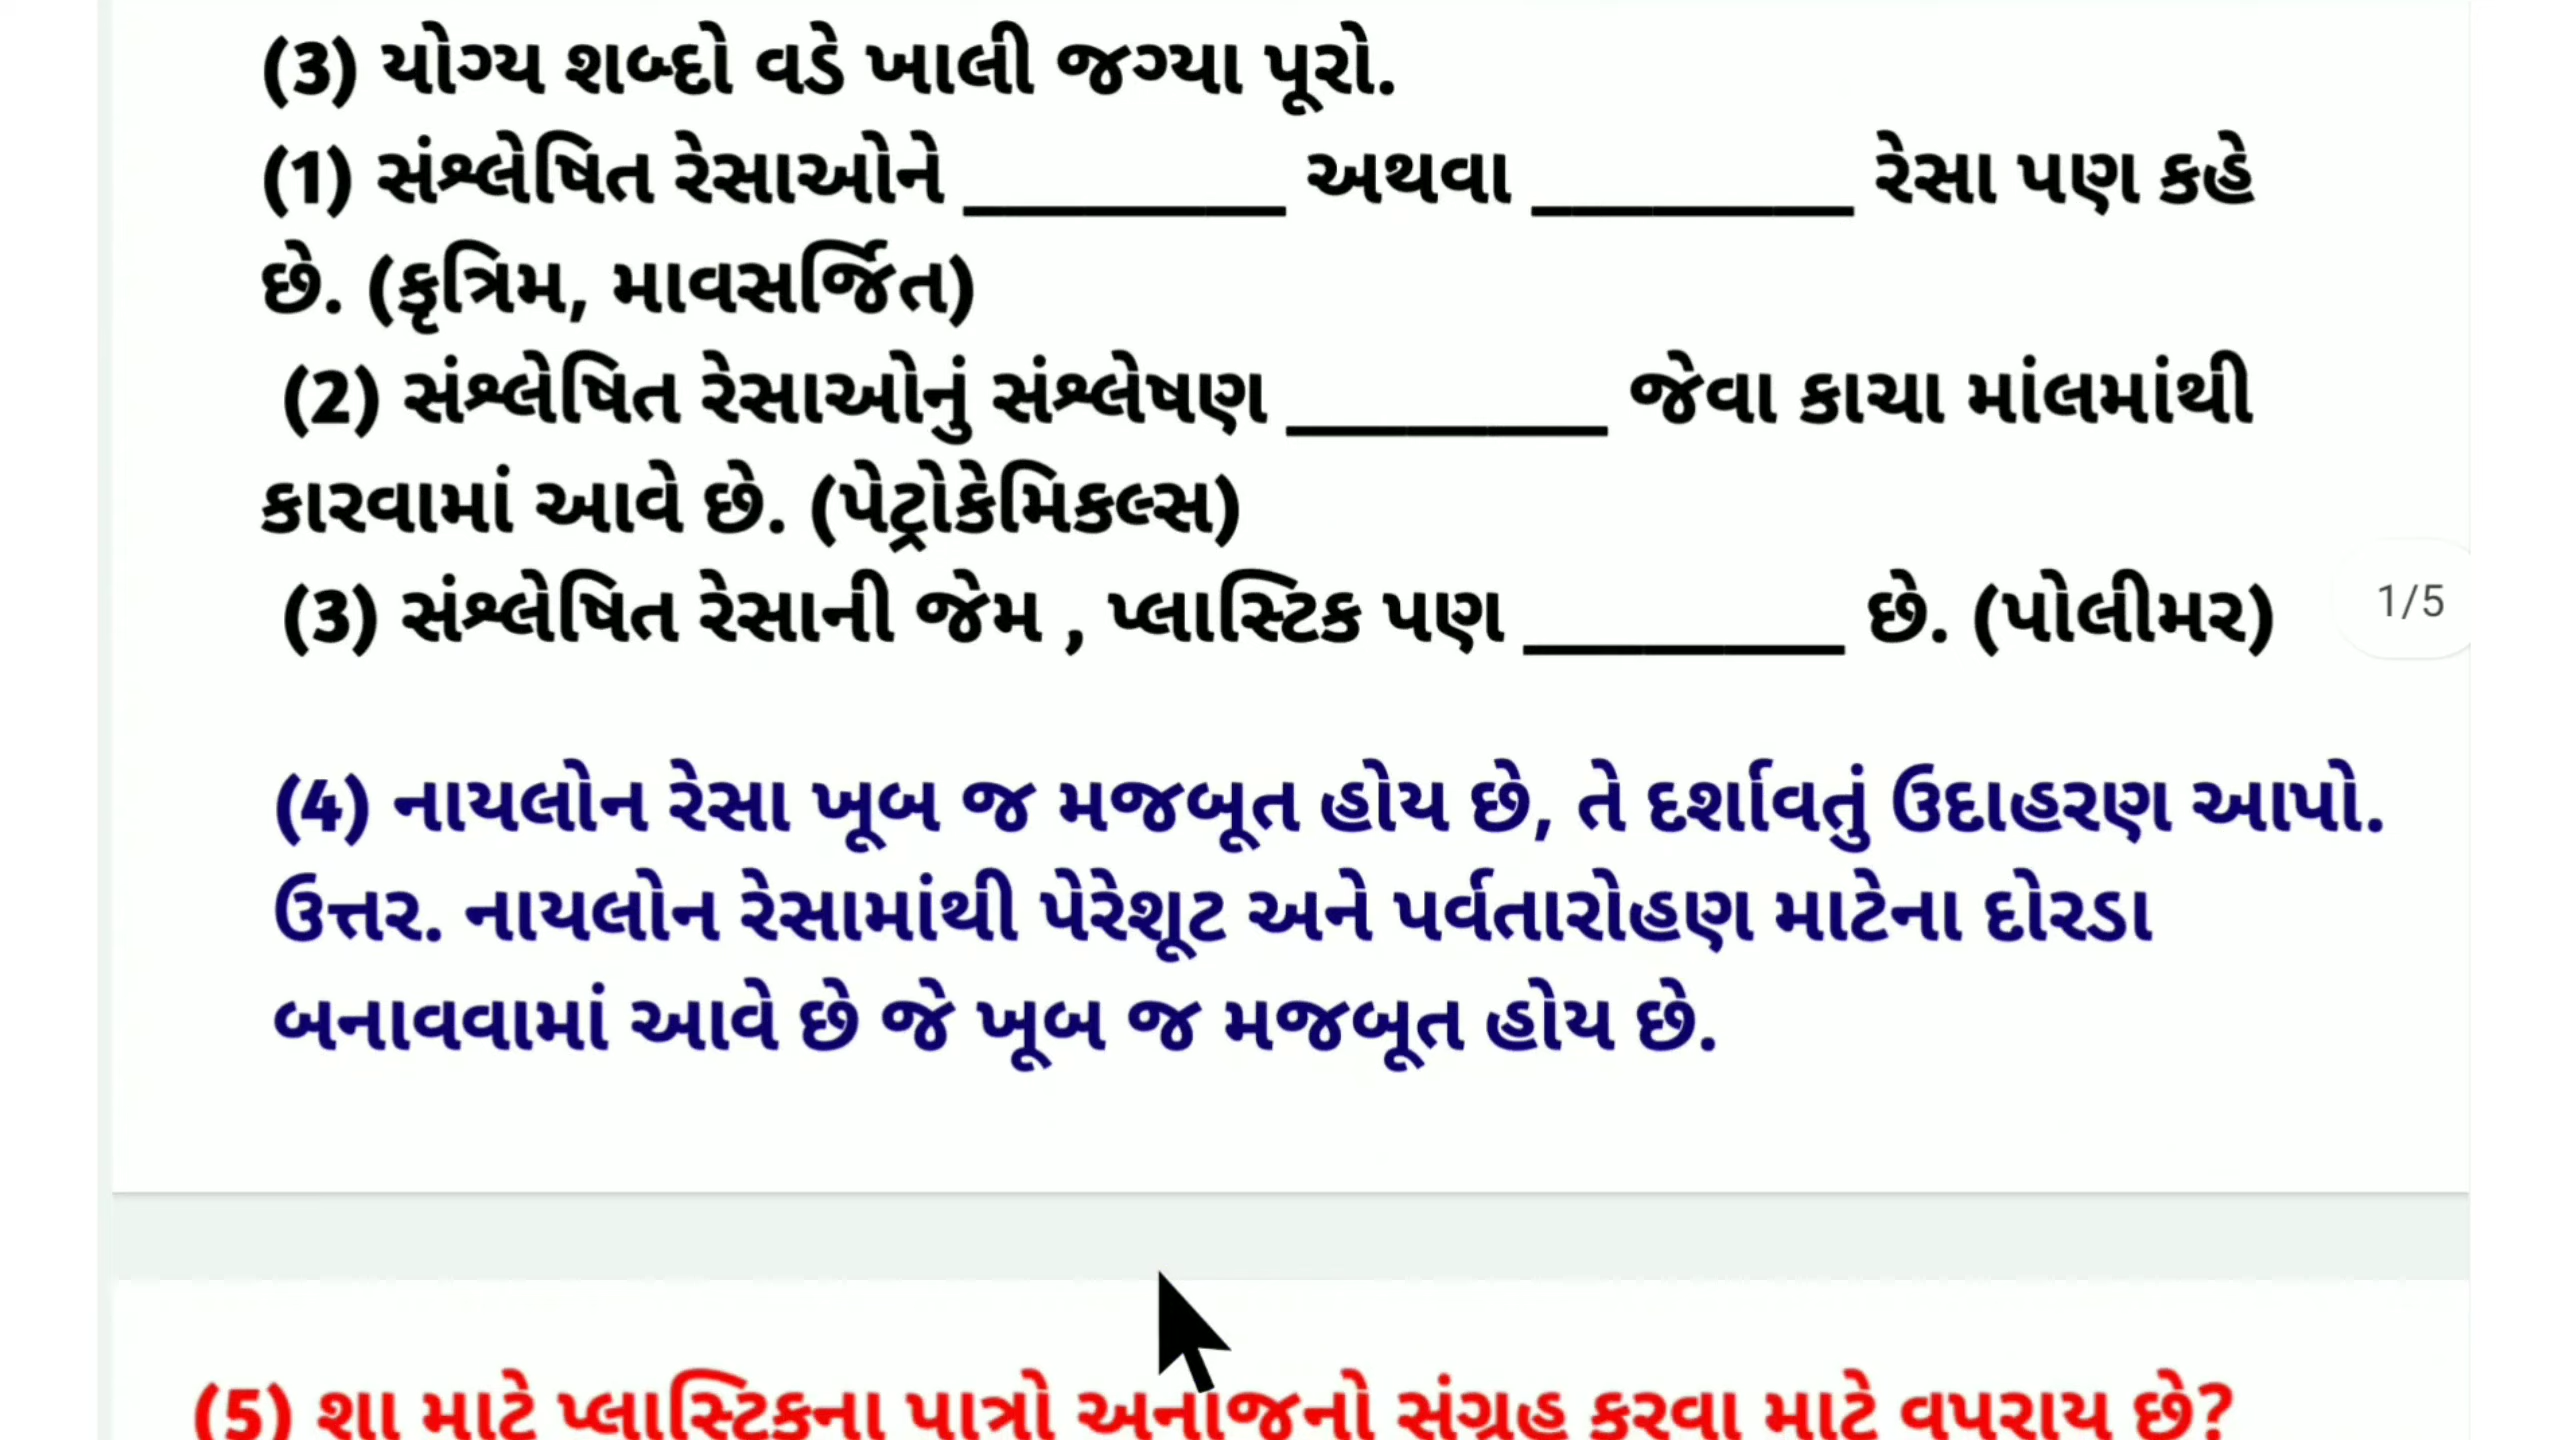 (3) યોગ્ય શબ્દો વડે ખાલી જગ્યા પૂરો.
(1) સંશ્લેષિત રેસાઓને ________ અથવા ________ રેસા પણ કહે
છે. (કૃત્રિમ, માવસર્જિત)
(2) સંશ્લેષિત રેસાઓનું સંશ્લેષણ ________ જેવા કાચા માંલમાંથી
કારવામાં આવે છે. (પેટ્રોકેમિકલ્સ)
(3) સંશ્લેષિત રેસાની જેમ , પ્લાસ્ટિક પણ ________ છે. (પોલીમર)
1/5
(4) નાયલોન રેસા ખૂબ જ મજબૂત હોય છે, તે દર્શાવતું ઉદાહરણ આપો.
ઉત્તર. નાયલોન રેસામાંથી પેરેશૂટ અને પર્વતારોહણ માટેના દોરડા
બનાવવામાં આવે છે જે ખૂબ જ મજબૂત હોય છે.
(5) શા માટે પ્લાસ્ટિકના પાત્રો અનાજનો સંગ્રહ કરવા માટે વપરાય છે?